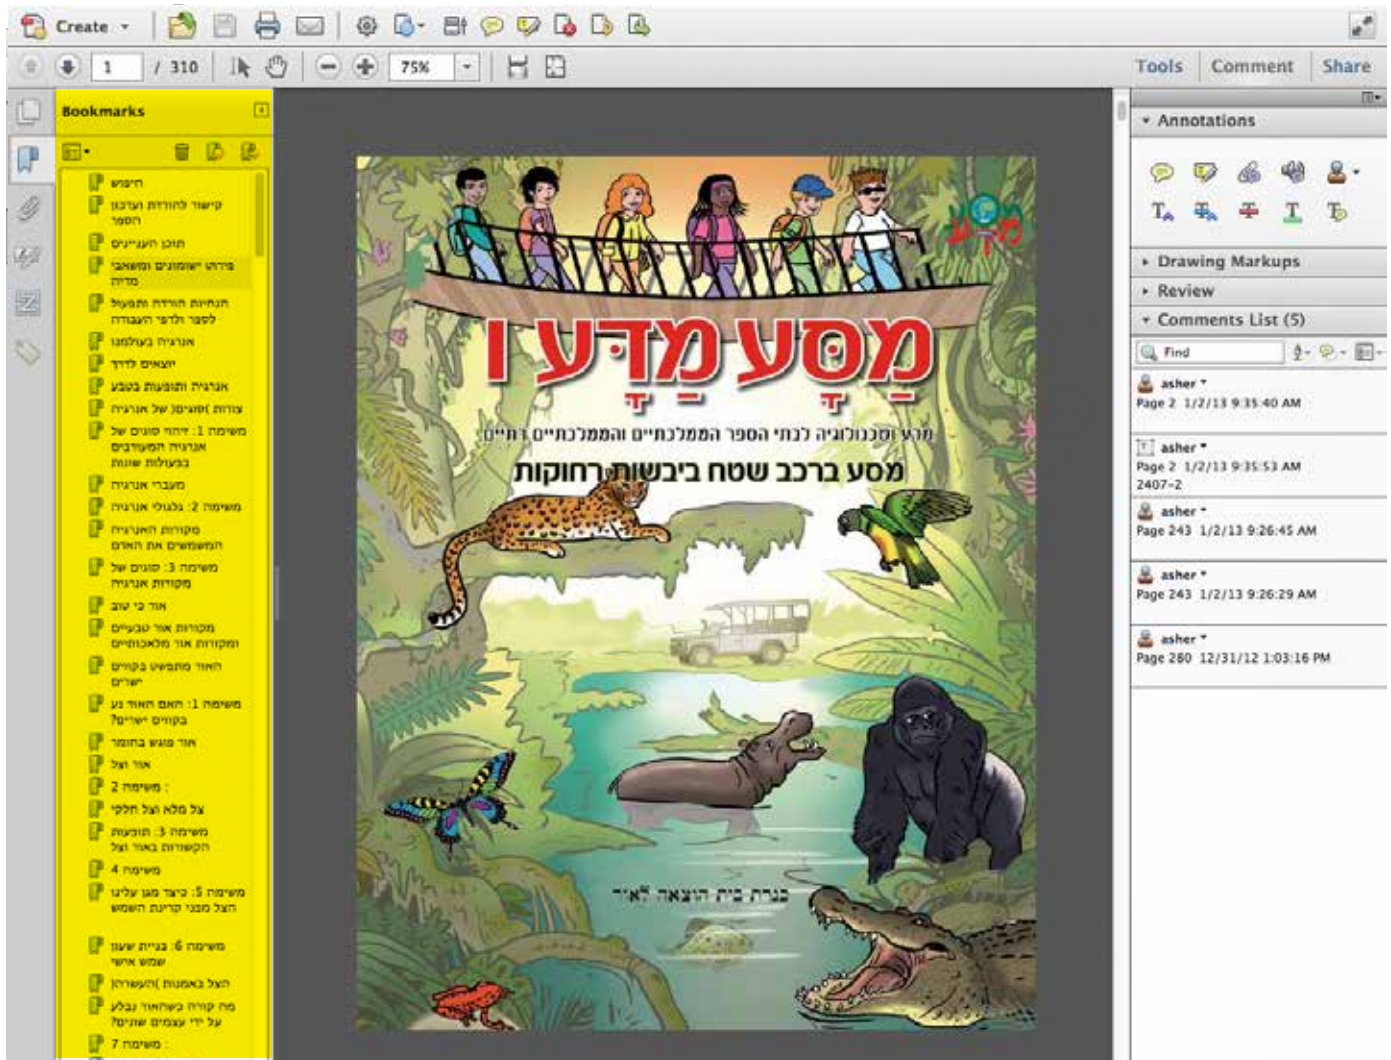 Create
1 / 310
75%
Tools
Comment
Share
Bookmarks
חיפוש
קישור להורדת ועדכון
הספר
תוכן העניינים
פירוט ישומונים ומשאבי
מדיה
הנחיות הורדה ותפעול
לספר ולדפי העבודה
אנרגיה בעולמנו
יוצאים לדרך
אנרגיה ותופעות בטבע
צורות )סוגים( של אנרגיה
משימה 1: זיהוי סוגים של
אנרגיה המעורבים
בפעולות שונות
מעברי אנרגיה
משימה 2: גלגולי אנרגיה
מקורות האנרגיה
המשמשים את האדם
משימה 3: סוגים של
מקורות אנרגיה
אור כי טוב
מקורות אור טבעיים
ומקורות אור מלאכותיים
האור מתפשט בקווים
ישרים
משימה 1: האם האור נע
בקווים ישרים?
אור פוגש בחומר
אור וצל
: משימה 2
צל מלא וצל חלקי
משימה 3: תופעות
הקשורות באור וצל
משימה 4
משימה 5: כיצד מגן עלינו
הצל מפני קרינת השמש
משימה 6: בניית שעון
שמש אישי
הצל באמנות )העשרה(
מה קורה כשהאור נבלע
על ידי עצמים שונים?
: משימה 7
מסע
מדע
מַסָּע מַדָּע ו
מדע וטכנולוגיה לבתי הספר הממלכתיים והממלכתיים דתיים
מסע ברכב שטח ביבשות רחוקות
כנרת בית הוצאה לאור
Annotations
Drawing Markups
Review
Comments List (5)
Find
asher
Page 2 1/2/13 9:35:40 AM
asher
Page 2 1/2/13 9:35:53 AM
2407-2
asher
Page 243 1/2/13 9:26:45 AM
asher
Page 243 1/2/13 9:26:29 AM
asher
Page 280 12/31/12 1:03:16 PM